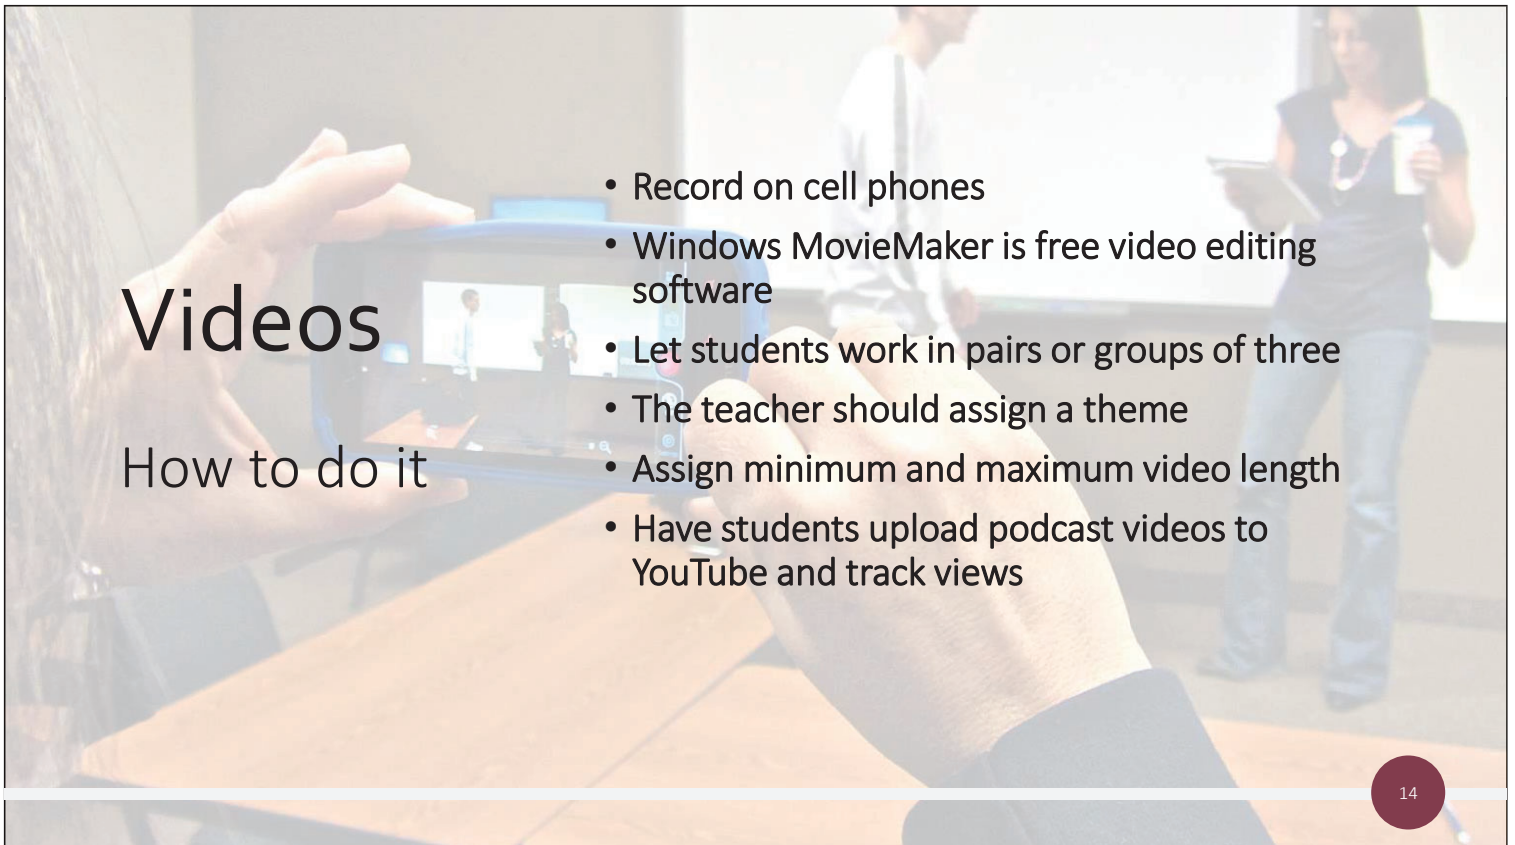 Videos
How to do it
• Record on cell phones
• Windows MovieMaker is free video editing
software
• Let students work in pairs or groups of three
• The teacher should assign a theme
• Assign minimum and maximum video length
• Have students upload podcast videos to
YouTube and track views
14